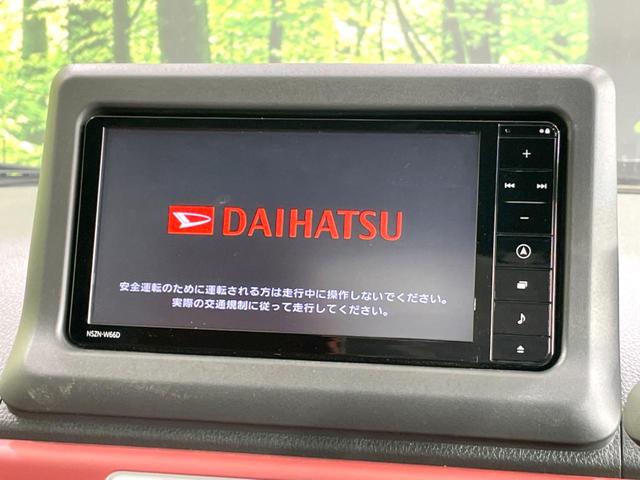 DAIHATSU
安全運転のために運転される方は走行中に操作しないでください。
実際の交通規制に従って走行してください。
NSZN-W66D